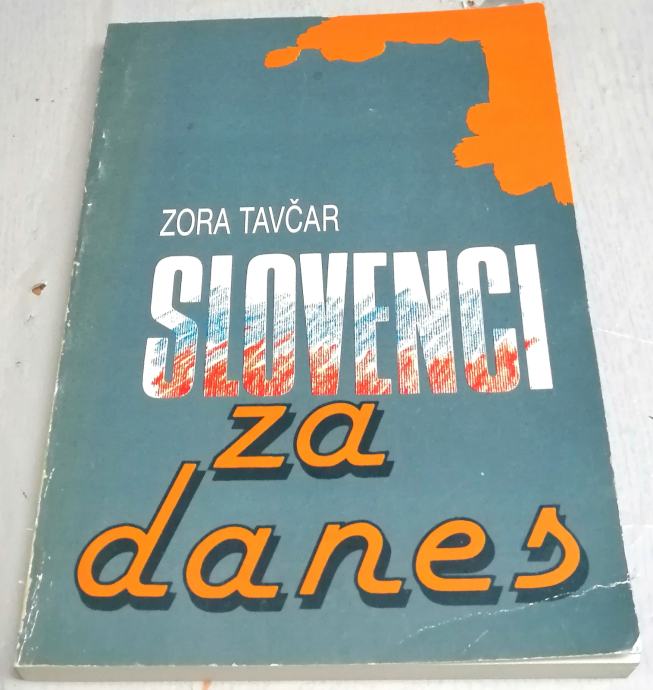 ZORA TAVČAR
SLOVENCI
za
danes